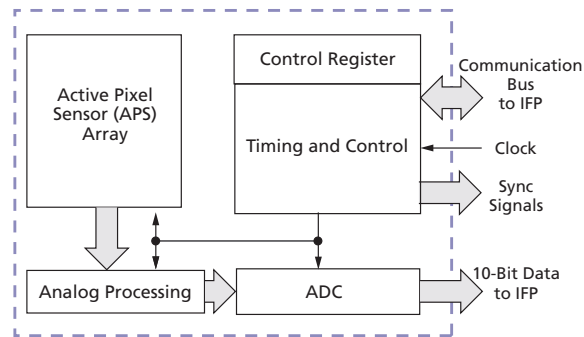 Active Pixel
Sensor (APS)
Array
Control Register
Timing and Control
Communication
Bus
to IFP
Clock
Sync
Signals
Analog Processing
ADC
10-Bit Data
to IFP